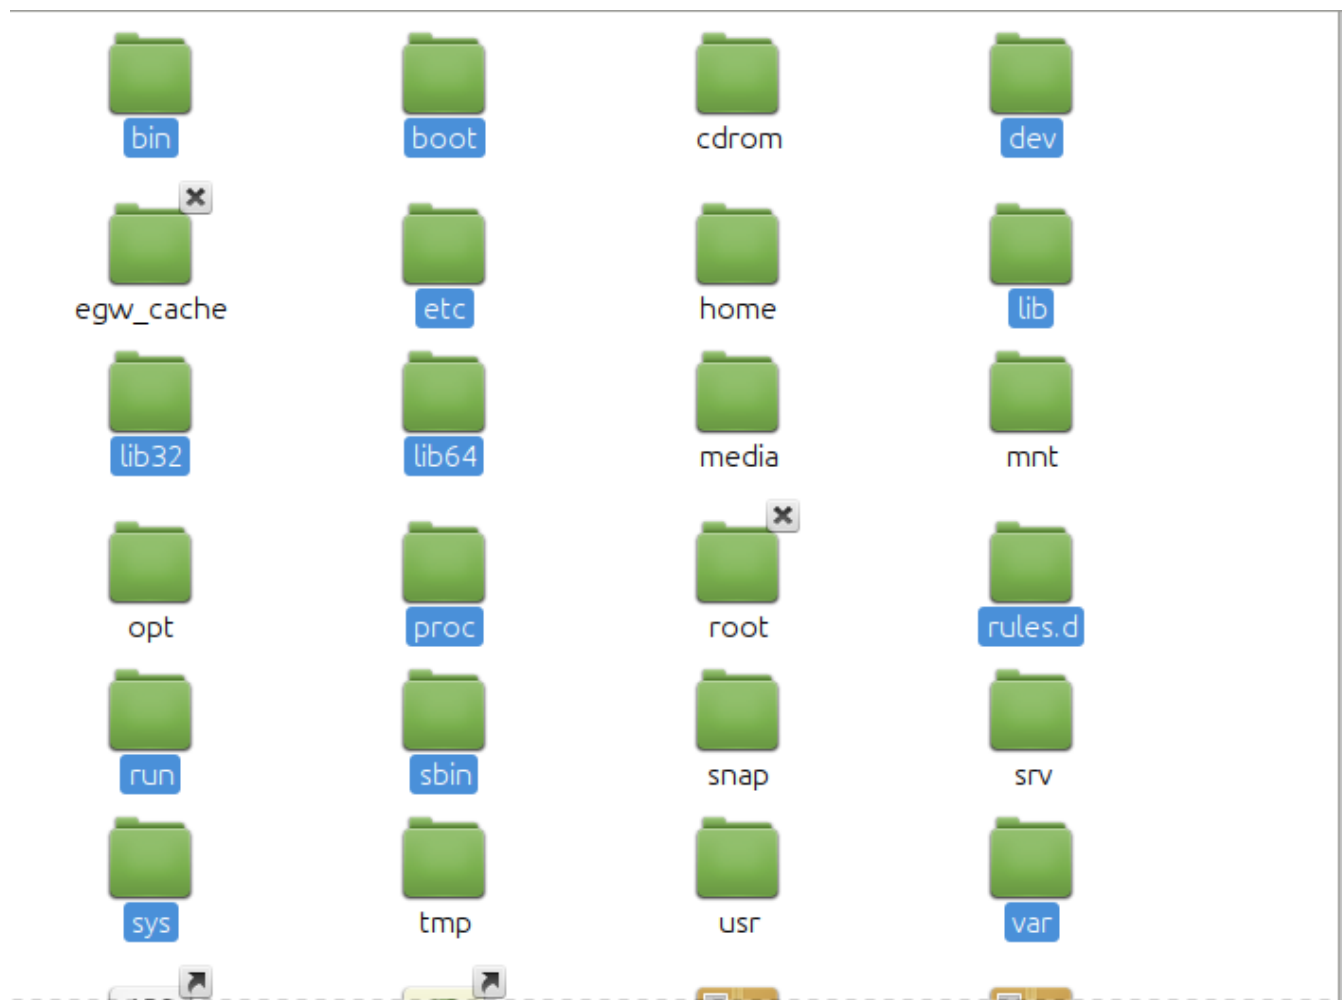 bin
boot
cdrom
dev
egw_cache
etc
home
lib
lib32
lib64
media
mnt
opt
proc
root
rules.d
run
sbin
snap
srv
sys
tmp
usr
var